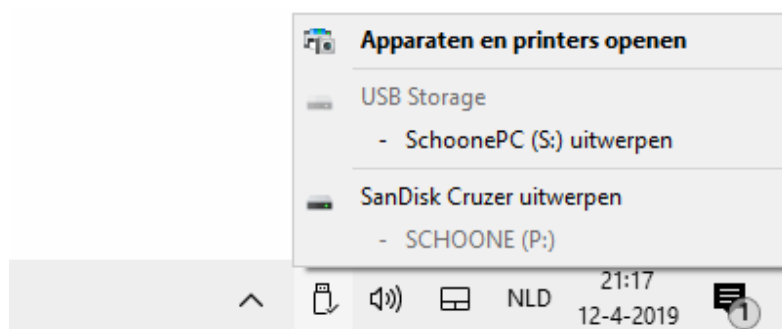 Apparaten en printers openen
USB Storage
- SchoonePC (S:) uitwerpen
SanDisk Cruzer uitwerpen
- SCHOONE (P:)
NLD
21:17
12-4-2019
1